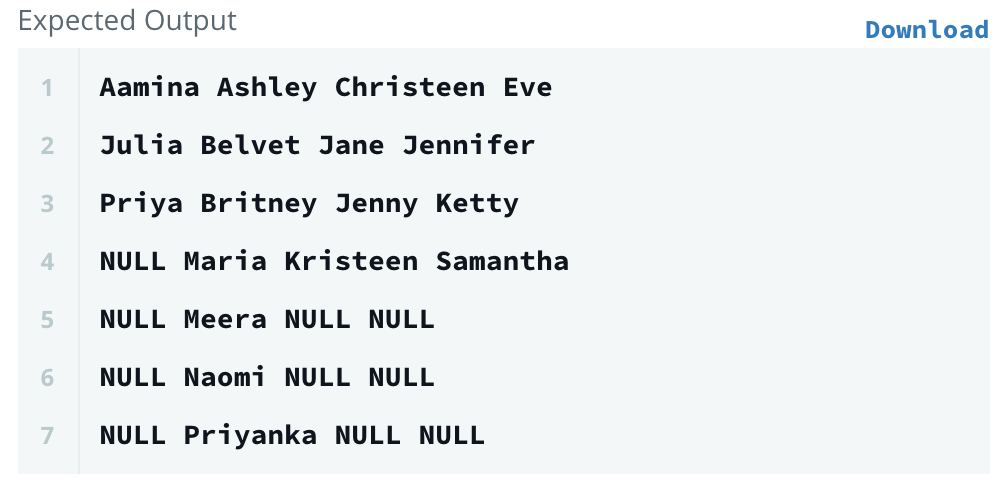 Expected Output
Download
1 Aamina Ashley Christeen Eve
2 Julia Belvet Jane Jennifer
3 Priya Britney Jenny Ketty
4 NULL Maria Kristeen Samantha
5 NULL Meera NULL NULL
6 NULL Naomi NULL NULL
7 NULL Priyanka NULL NULL